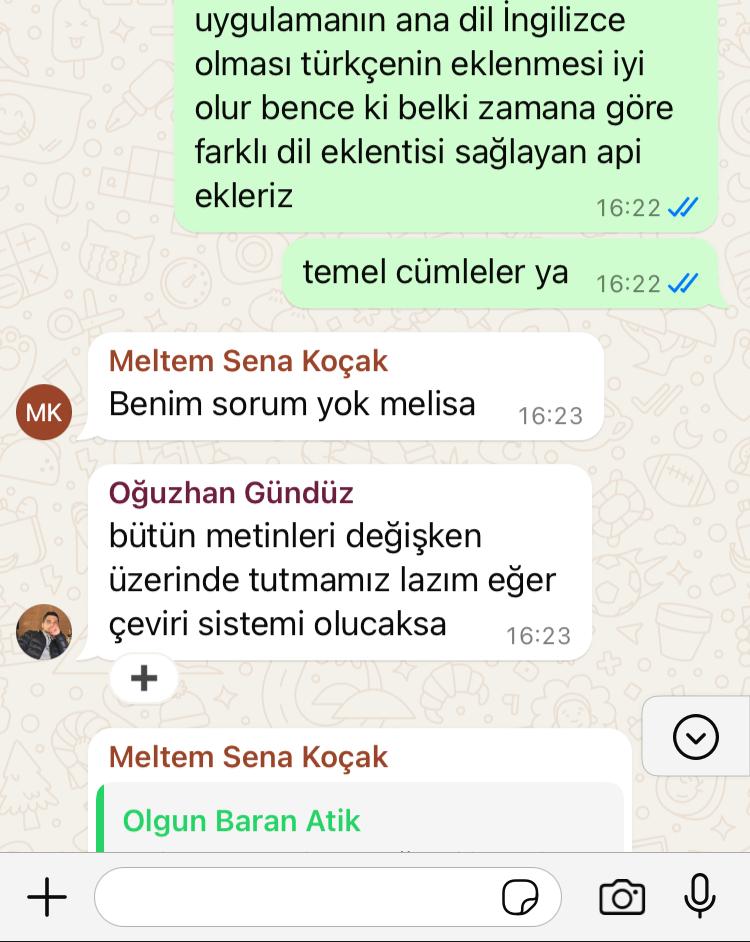 uygulamanın ana dil İngilizce
olması türkçenin eklenmesi iyi
olur bence ki belki zamana göre
farklı dil eklentisi sağlayan api
ekleriz
16:22
temel cümleler ya
16:22
Meltem Sena Koçak
MK
Benim sorum yok melisa
16:23
Oğuzhan Gündüz
bütün metinleri değişken
üzerinde tutmamız lazım eğer
çeviri sistemi olucaksa
16:23
Meltem Sena Koçak
Olgun Baran Atik